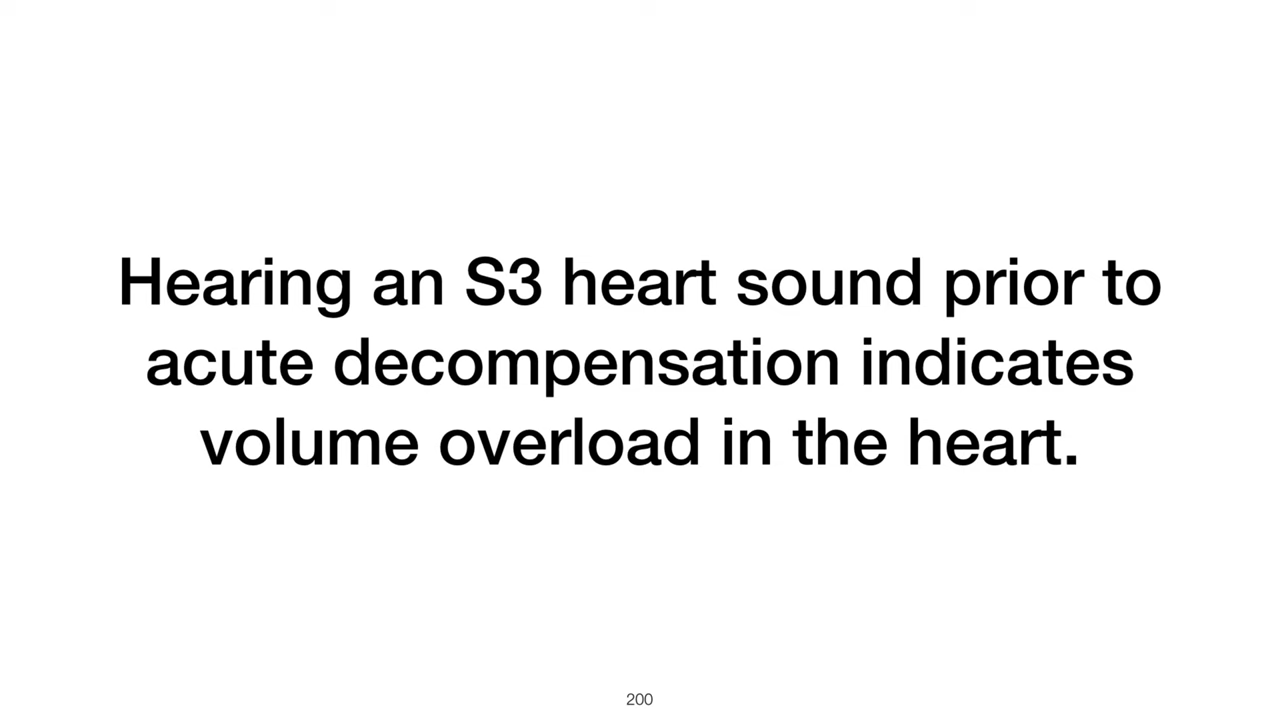 Hearing an S3 heart sound prior to
acute decompensation indicates
volume overload in the heart.
200